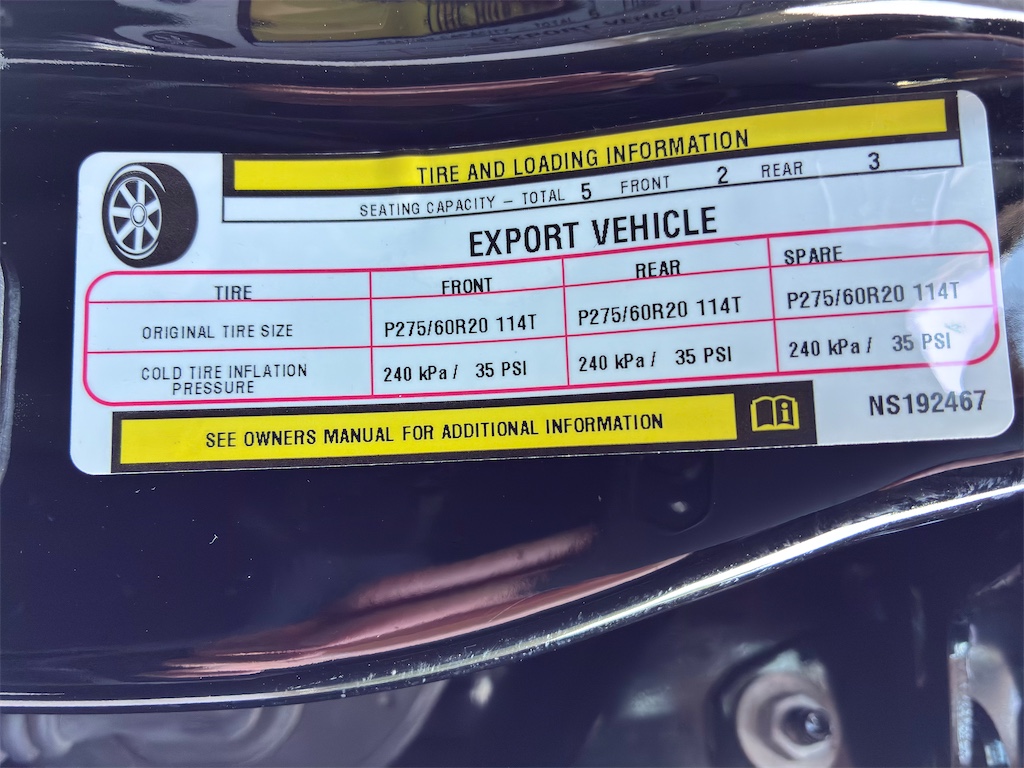 TIRE AND LOADING INFORMATION
SEATING CAPACITY – TOTAL 5 FRONT 2 REAR 3
EXPORT VEHICLE
TIRE FRONT REAR SPARE
ORIGINAL TIRE SIZE P275/60R20 114T P275/60R20 114T P275/60R20 114T
COLD TIRE INFLATION PRESSURE 240 kPa / 35 PSI 240 kPa / 35 PSI 240 kPa / 35 PSI
SEE OWNERS MANUAL FOR ADDITIONAL INFORMATION
NS192467